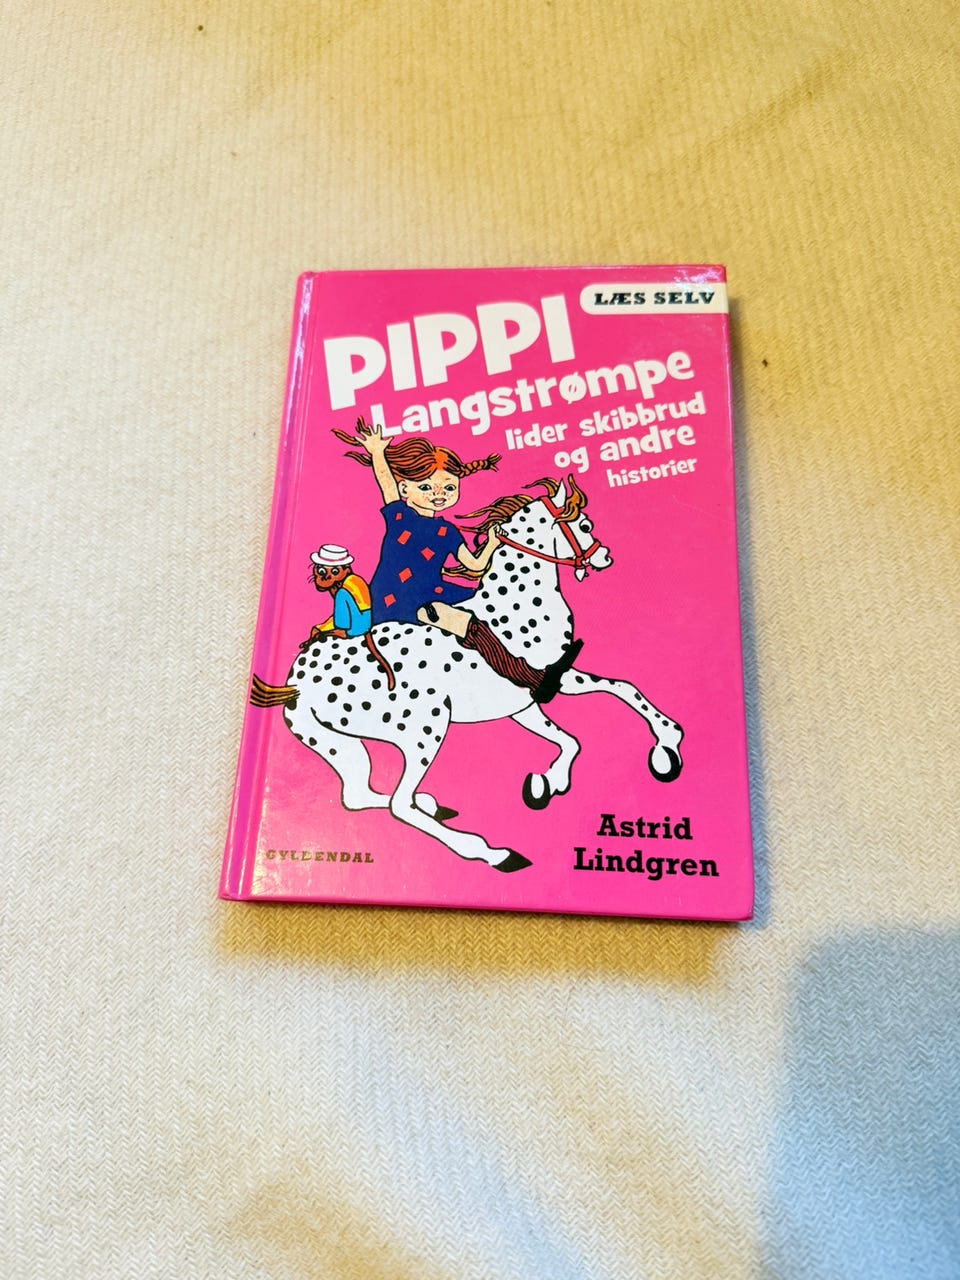 LÆS SELV
PIPPI
Langstrømpe
lider skibbrud
og andre
historier
Astrid
Lindgren
GYLDENDAL